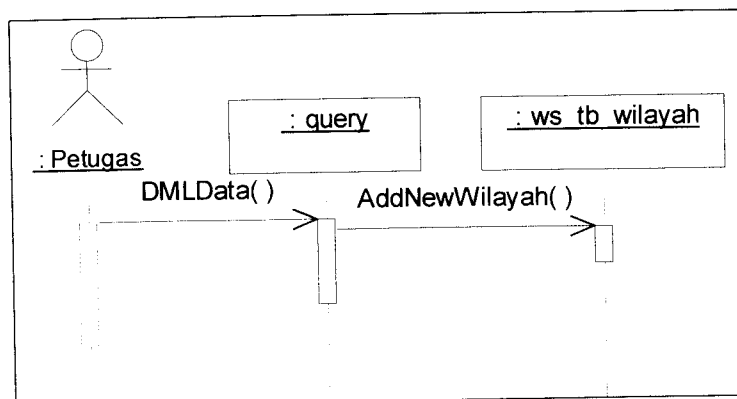 : query
: ws_tb_wilayah
: Petugas
DMLData( )
AddNewWilayah( )